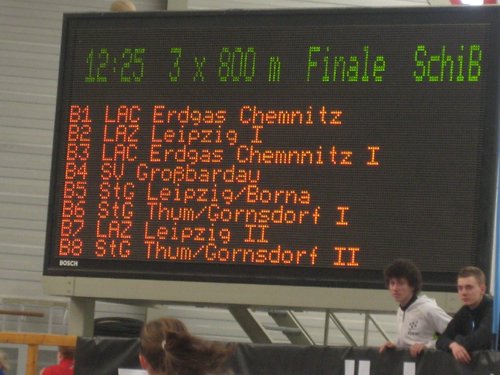 12:25 3 x 800 m Finale SchiB
B1 LAC Erdgas Chemnitz
B2 LAZ Leipzig I
B3 LAC Erdgas Chemnnitz I
B4 SV Großbardau
B5 StG Leipzig/Borna
B6 StG Thum/Gornsdorf I
B7 LAZ Leipzig II
B8 StG Thum/Gornsdorf II
BOSCH